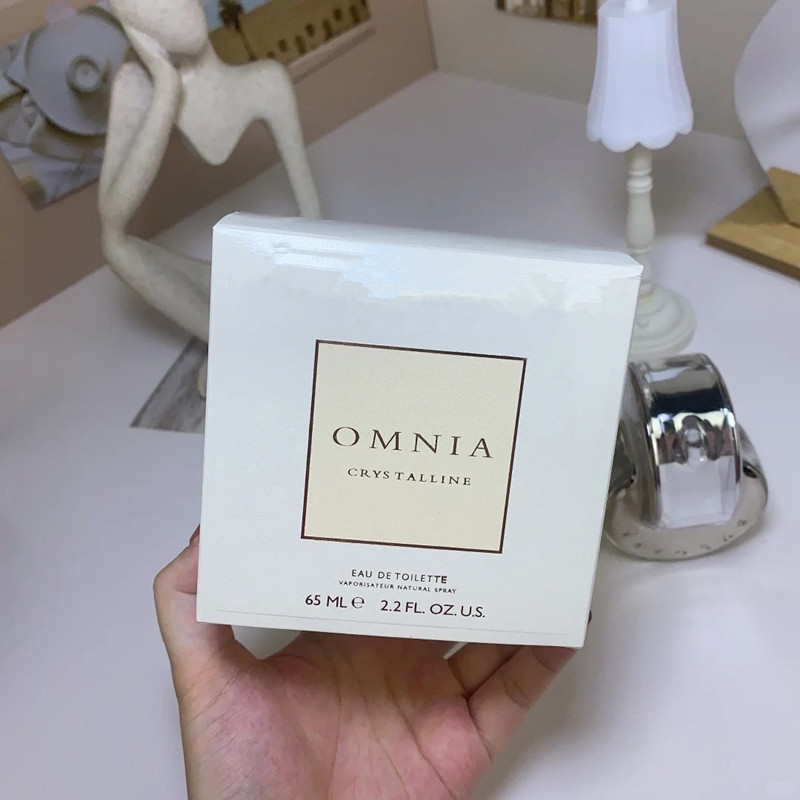 OMNIA
CRYSTALLINE
EAU DE TOILETTE
VAPORISATEUR NATURAL SPRAY
65 ML ℮ 2.2 FL. OZ. U.S.